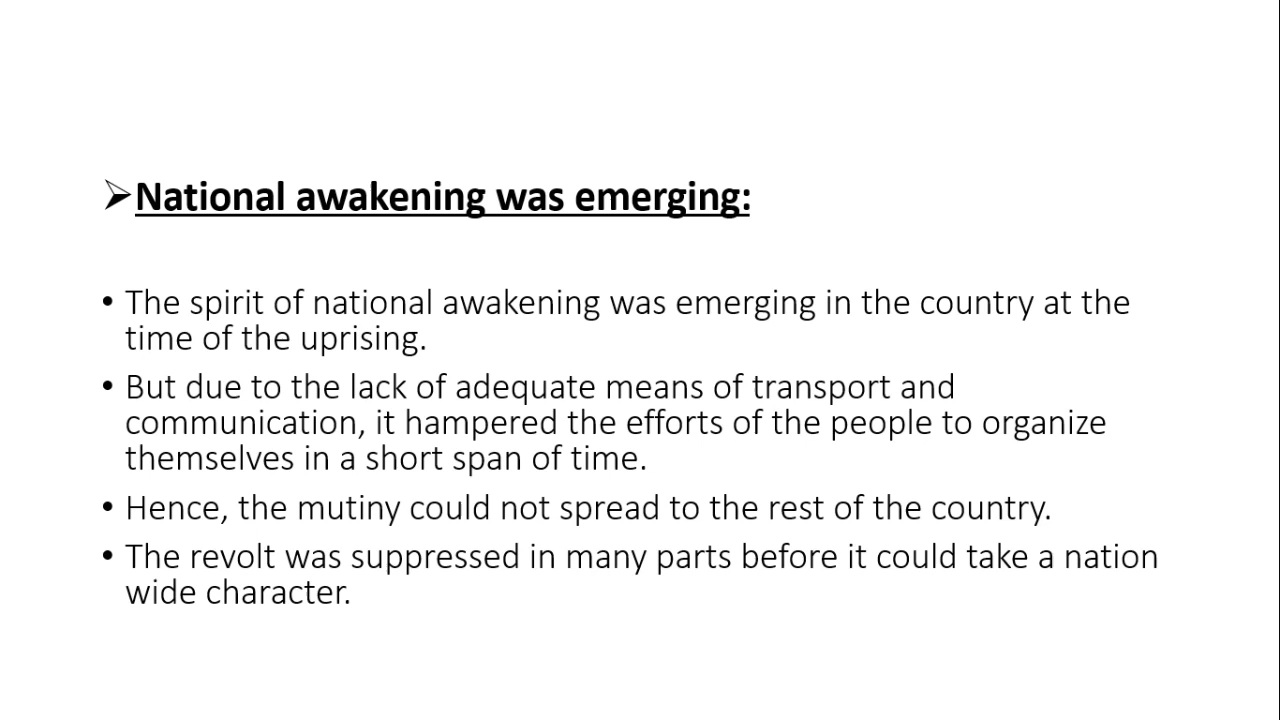 ➢National awakening was emerging:
• The spirit of national awakening was emerging in the country at the
time of the uprising.
• But due to the lack of adequate means of transport and
communication, it hampered the efforts of the people to organize
themselves in a short span of time.
• Hence, the mutiny could not spread to the rest of the country.
• The revolt was suppressed in many parts before it could take a nation
wide character.